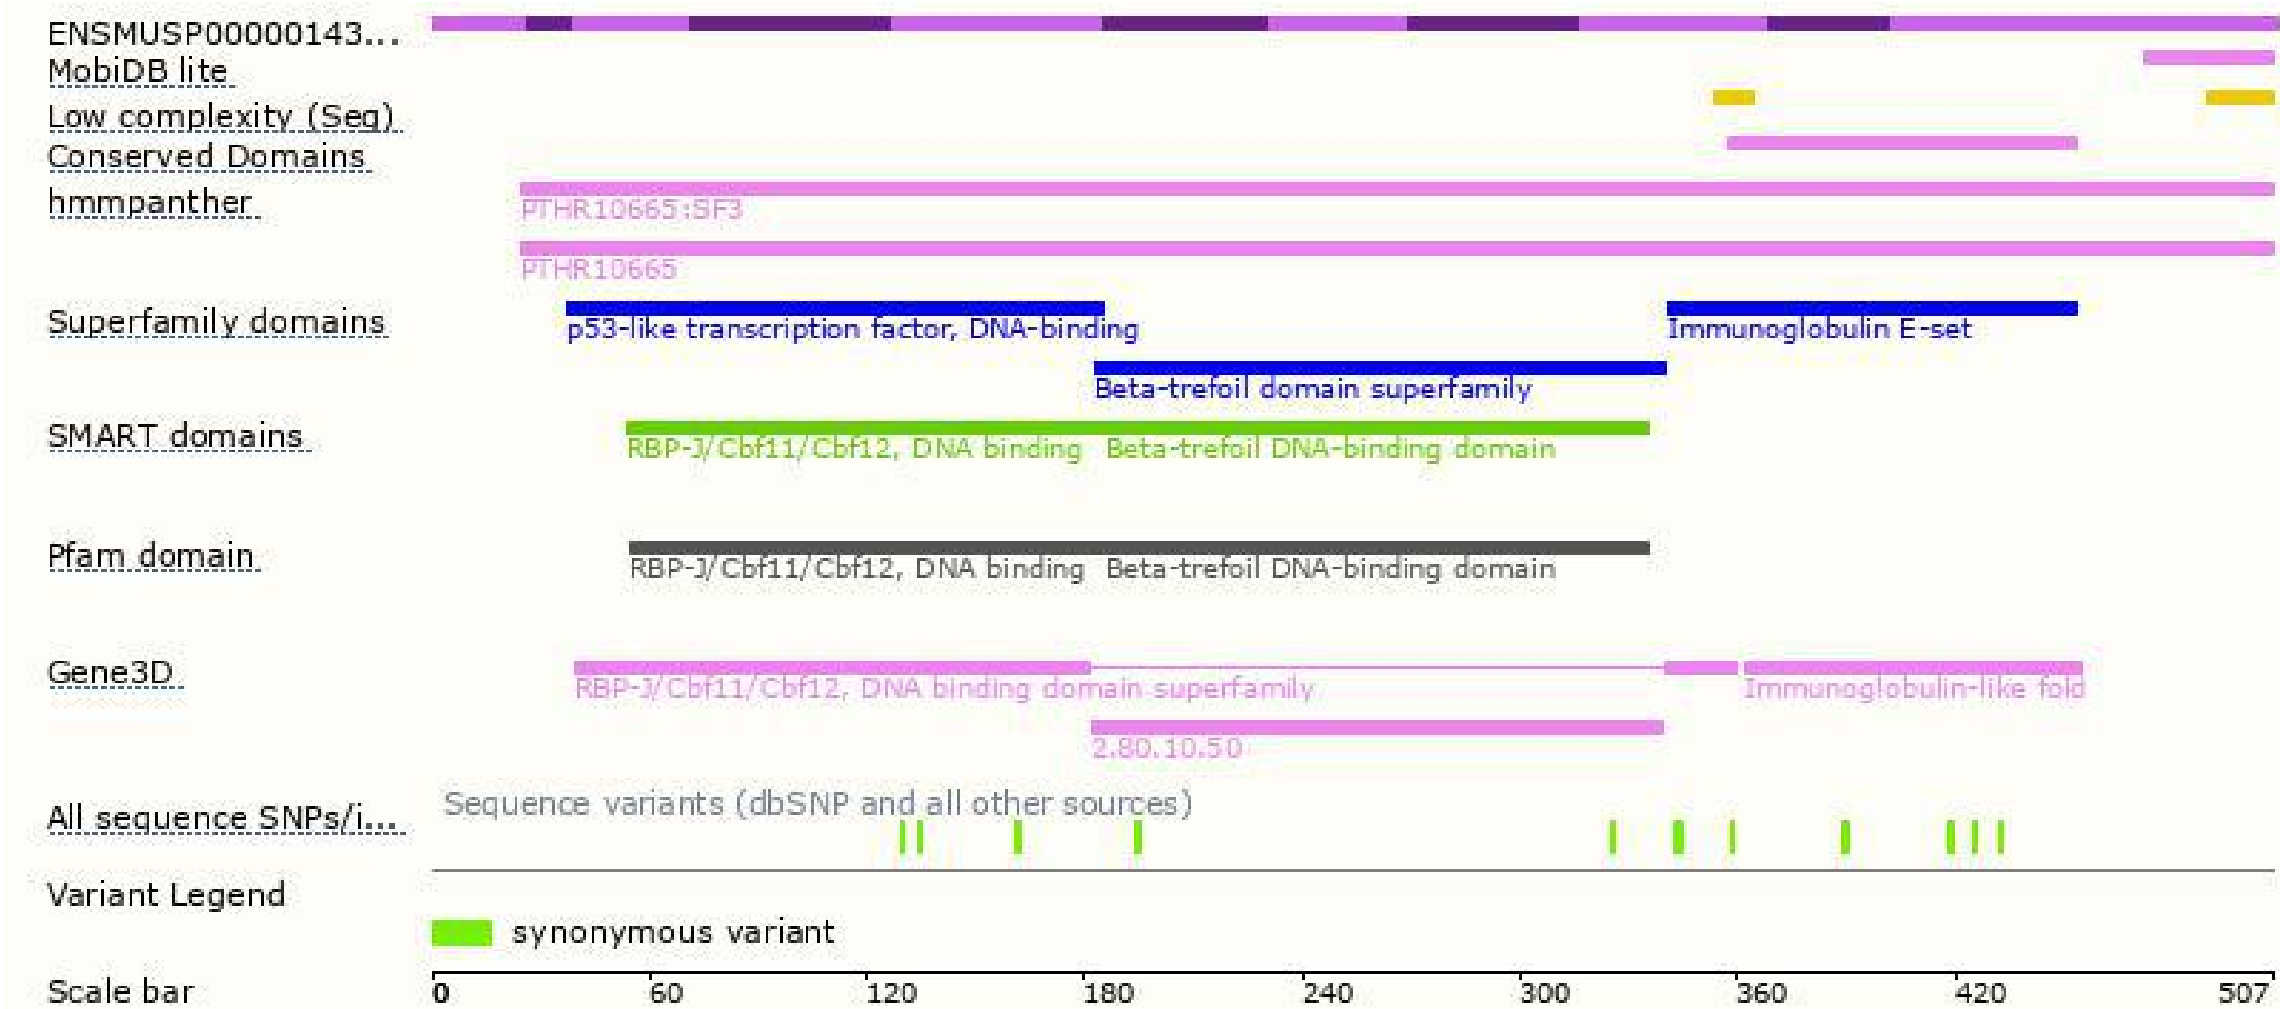 ENSMUSP00000143...
MobiDB lite
Low complexity (Seg)
Conserved Domains
hmmpanther
PTHR10665:SF3
PTHR10665
Superfamily domains
p53-like transcription factor, DNA-binding
Immunoglobulin E-set
Beta-trefoil domain superfamily
SMART domains
RBP-J/Cbf11/Cbf12, DNA binding Beta-trefoil DNA-binding domain
Pfam domain
RBP-J/Cbf11/Cbf12, DNA binding Beta-trefoil DNA-binding domain
Gene3D
RBP-J/Cbf11/Cbf12, DNA binding domain superfamily
Immunoglobulin-like fold
2.80.10.50
Sequence variants (dbSNP and all other sources)
All sequence SNPs/i...
Variant Legend
synonymous variant
Scale bar 0 60 120 180 240 300 360 420 507